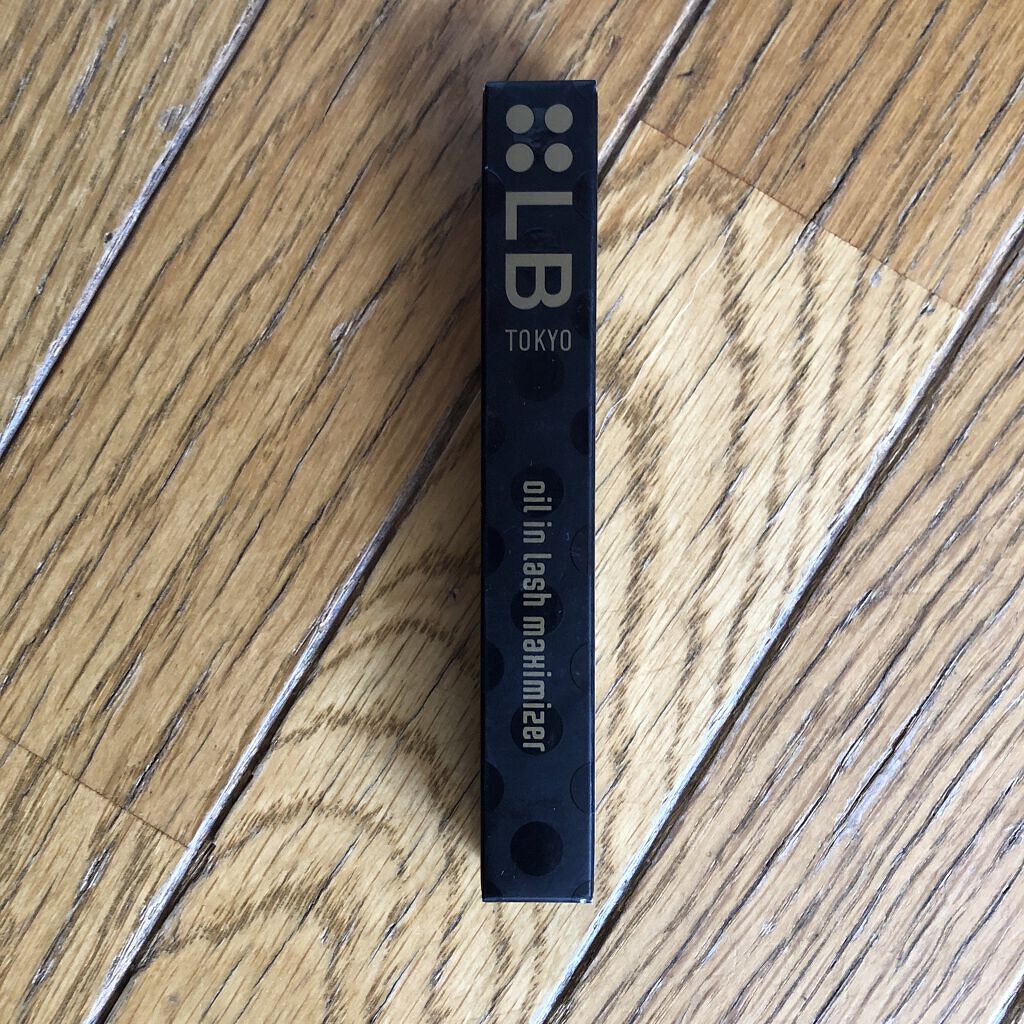 LB
TOKYO
oil in lash maximizer